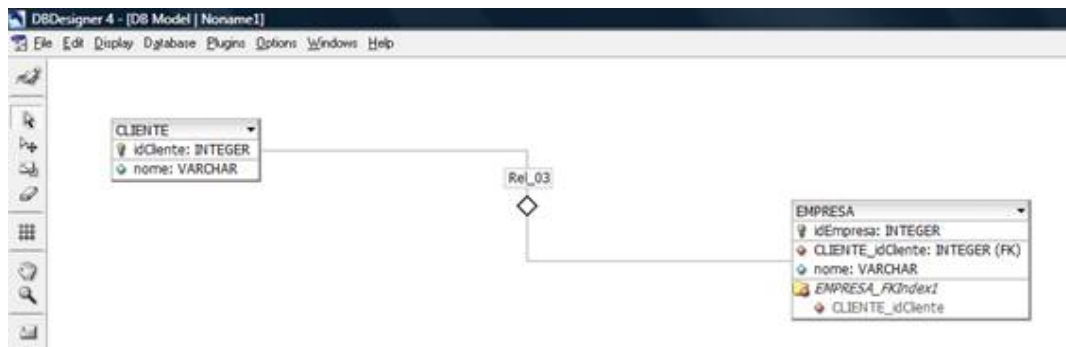 DBDesigner 4 - [DB Model | Noname1]
File Edit Display Database Plugins Options Windows Help
CLIENTE
idCliente: INTEGER
nome: VARCHAR
Rel_03
EMPRESA
idEmpresa: INTEGER
CLIENTE_idCliente: INTEGER (FK)
nome: VARCHAR
EMPRESA_FKIndex1
CLIENTE_idCliente